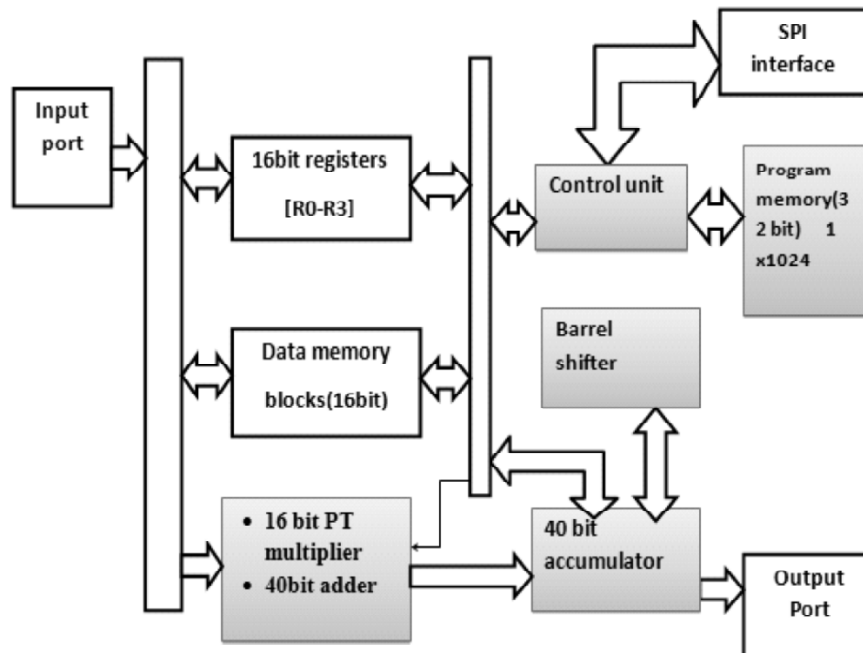 SPI
interface
Input
port
16bit registers
[R0-R3]
Control unit
Program
memory(3
2 bit) 1
x1024
Data memory
blocks(16bit)
Barrel
shifter
• 16 bit PT
multiplier
• 40bit adder
40 bit
accumulator
Output
Port